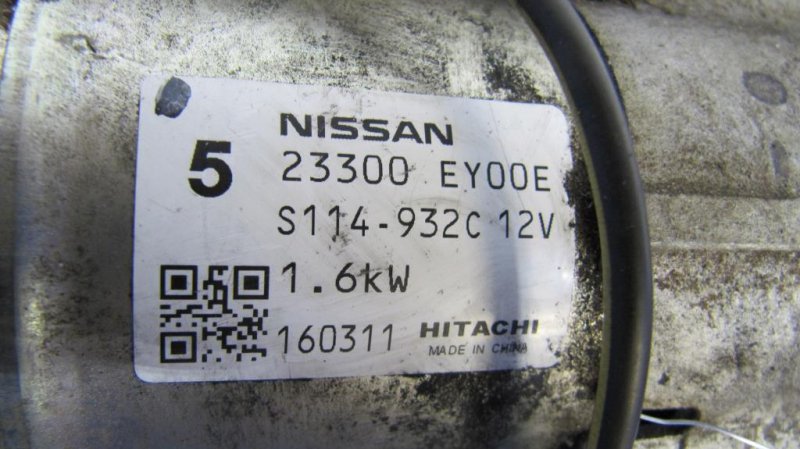 NISSAN
5 23300 EY00E
S114-932C 12V
1.6kW
160311 HITACHI
MADE IN CHINA